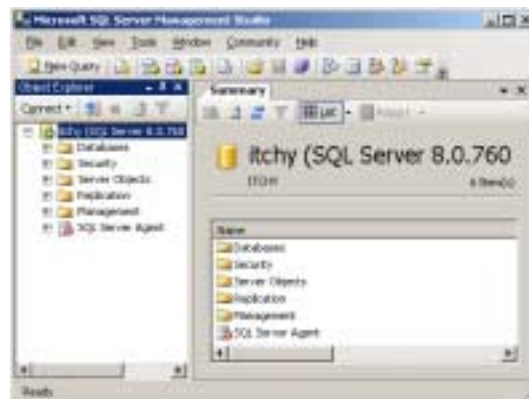 Microsoft SQL Server Management Studio
File Edit View Tools Window Community Help
New Query
Object Explorer
Connect
itchy (SQL Server 8.0.760
Databases
Security
Server Objects
Replication
Management
SQL Server Agent
Summary
List
Report
itchy (SQL Server 8.0.760
ITCHY
6 Item(s)
Name
Databases
Security
Server Objects
Replication
Management
SQL Server Agent
Ready